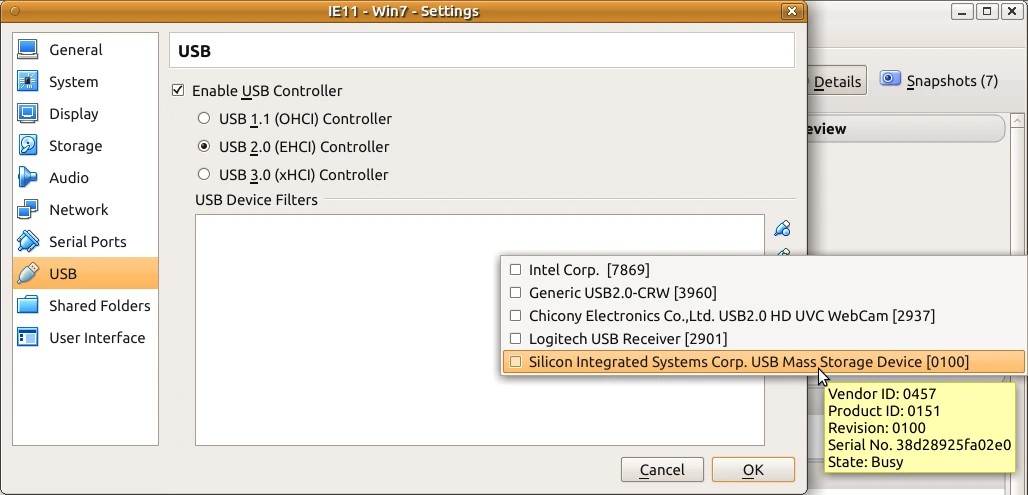 IE11 - Win7 - Settings
General
System
Display
Storage
Audio
Network
Serial Ports
USB
Shared Folders
User Interface
USB
Enable USB Controller
USB 1.1 (OHCI) Controller
USB 2.0 (EHCI) Controller
USB 3.0 (xHCI) Controller
USB Device Filters
Details
Snapshots (7)
eview
Intel Corp. [7869]
Generic USB2.0-CRW [3960]
Chicony Electronics Co.,Ltd. USB2.0 HD UVC WebCam [2937]
Logitech USB Receiver [2901]
Silicon Integrated Systems Corp. USB Mass Storage Device [0100]
Vendor ID: 0457
Product ID: 0151
Revision: 0100
Serial No. 38d28925fa02e0
State: Busy
Cancel
OK